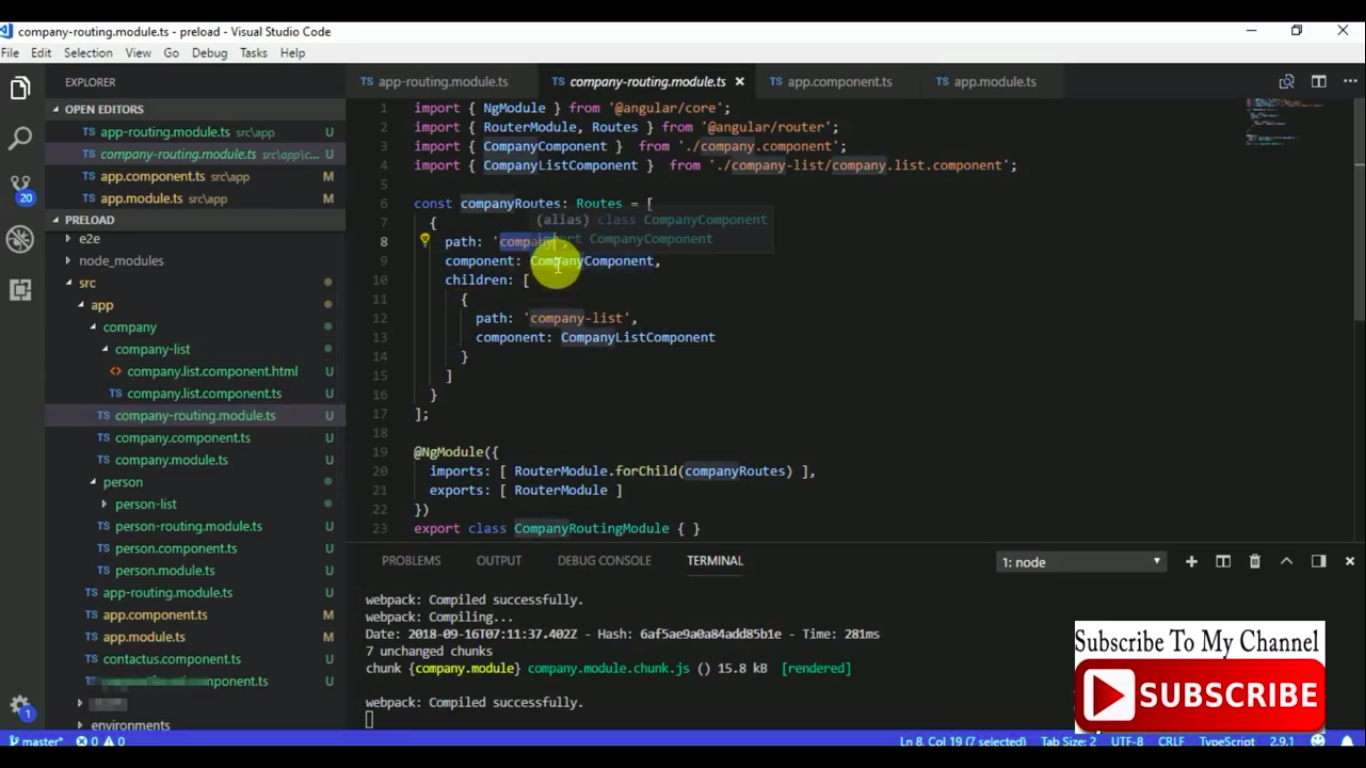 company-routing.module.ts - preload - Visual Studio Code
File Edit Selection View Go Debug Tasks Help
EXPLORER
OPEN EDITORS
TS app-routing.module.ts src\app U
TS company-routing.module.ts src\app\c... U
TS app.component.ts src\app M
TS app.module.ts src\app M
PRELOAD
e2e
node_modules
src
app
company
company-list
<> company.list.component.html U
TS company.list.component.ts U
TS company-routing.module.ts U
TS company.component.ts U
TS company.module.ts U
person
person-list
TS person-routing.module.ts U
TS person.component.ts U
TS person.module.ts U
TS app-routing.module.ts U
TS app.component.ts M
TS app.module.ts M
TS contactus.component.ts U
U
environments
20
1
TS app-routing.module.ts TS company-routing.module.ts TS app.component.ts TS app.module.ts
1 import { NgModule } from '@angular/core';
2 import { RouterModule, Routes } from '@angular/router';
3 import { CompanyComponent } from './company.component';
4 import { CompanyListComponent } from './company-list/company.list.component';
5
6 const companyRoutes: Routes = [
7 {
(alias) class CompanyComponent
import CompanyComponent
8 path: 'company',
9 component: CompanyComponent,
10 children: [
11 {
12 path: 'company-list',
13 component: CompanyListComponent
14 }
15 ]
16 }
17 ];
18
19 @NgModule({
20 imports: [ RouterModule.forChild(companyRoutes) ],
21 exports: [ RouterModule ]
22 })
23 export class CompanyRoutingModule { }
PROBLEMS OUTPUT DEBUG CONSOLE TERMINAL 1: node
webpack: Compiled successfully.
webpack: Compiling...
Date: 2018-09-16T07:11:37.402Z - Hash: 6af5ae9a0a84add85b1e - Time: 281ms
7 unchanged chunks
chunk {company.module} company.module.chunk.js () 15.8 kB [rendered]
webpack: Compiled successfully.
Subscribe To My Channel
SUBSCRIBE
master* 0 0 Ln 8, Col 19 (7 selected) Tab Size: 2 UTF-8 CRLF TypeScript 2.9.1